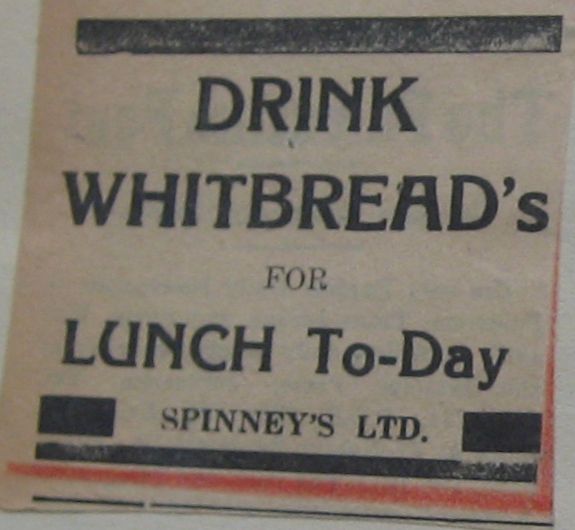 DRINK
WHITBREAD's
FOR
LUNCH To-Day
SPINNEY'S LTD.